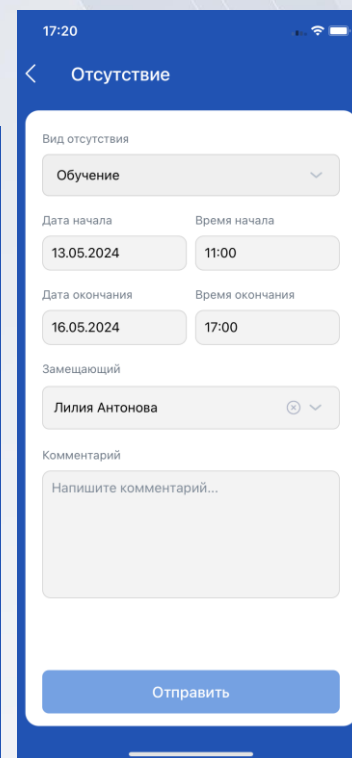 17:20
Отсутствие
Вид отсутствия
Обучение
Дата начала Время начала
13.05.2024 11:00
Дата окончания Время окончания
16.05.2024 17:00
Замещающий
Лилия Антонова
Комментарий
Напишите комментарий...
Отправить